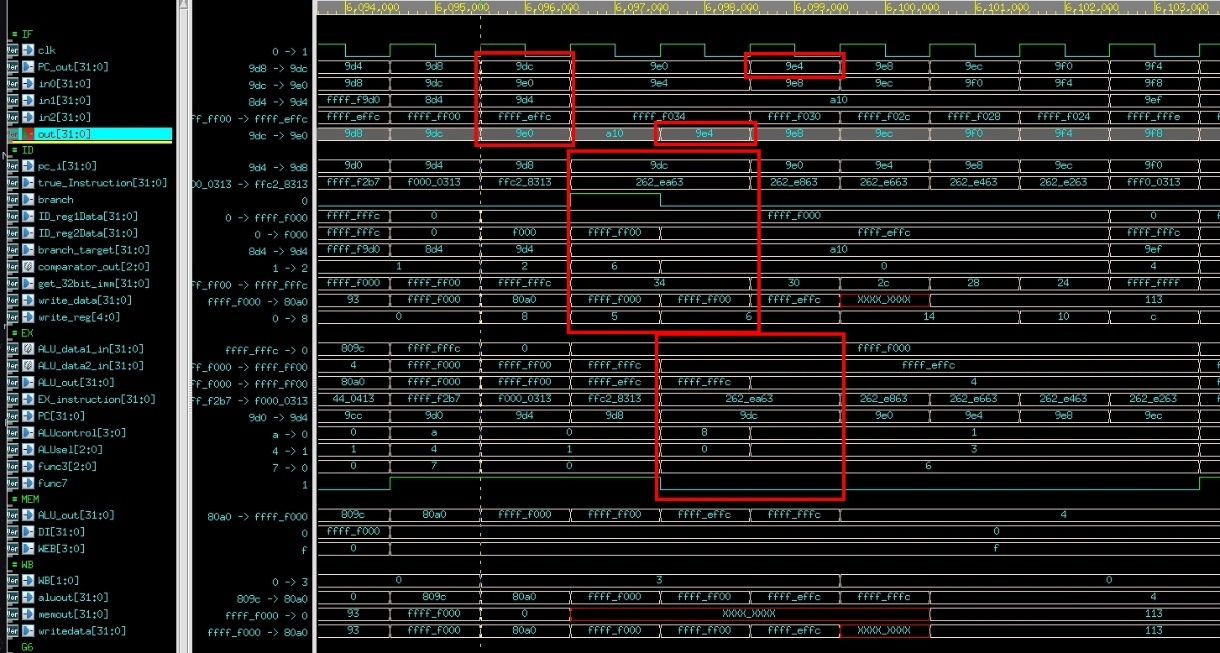 6,094,000 6,095,000 6,096,000 6,097,000 6,098,000 6,099,000 6,100,000 6,101,000 6,102,000 6,103,000
IF
clk 0 -> 1
PC_out[31:0] 9d8 -> 9dc 9d4 9d8 9dc 9e0 9e4 9e8 9ec 9f0 9f4
in0[31:0] 9dc -> 9e0 9d8 9dc 9e0 9e4 9e8 9ec 9f0 9f4 9f8
in1[31:0] 8d4 -> 9d4 ffff_f9d0 8d4 9d4 a10 9ef
in2[31:0] ff_ff00 -> ffff_effc ffff_effc ffff_ff00 ffff_effc ffff_f034 ffff_f030 ffff_f02c ffff_f028 ffff_f024 ffff_fffe
out[31:0] 9dc -> 9e0 9d8 9dc 9e0 a10 9e4 9e8 9ec 9f0 9f4 9f8
ID
pc_i[31:0] 9d4 -> 9d8 9d0 9d4 9d8 9dc 9e0 9e4 9e8 9ec 9f0
true_Instruction[31:0] 00_0313 -> ffc2_8313 ffff_f2b7 f000_0313 ffc2_8313 262_ea63 262_e863 262_e663 262_e463 262_e263 fff0_0313
branch 0
ID_reg1Data[31:0] 0 -> ffff_f000 ffff_fffc 0 ffff_f000 0
ID_reg2Data[31:0] 0 -> f000 ffff_fffc 0 f000 ffff_ff00 ffff_effc ffff_fffc
branch_target[31:0] 8d4 -> 9d4 ffff_f9d0 8d4 9d4 a10 9ef
comparator_out[2:0] 1 -> 2 1 2 6 0 4
get_32bit_imm[31:0] ff_ff00 -> ffff_fffc ffff_f000 ffff_ff00 ffff_fffc 34 30 2c 28 24 ffff_ffff
write_data[31:0] ffff_f000 -> 80a0 93 ffff_f000 80a0 ffff_f000 ffff_ff00 ffff_effc XXXX_XXXX 113
write_reg[4:0] 0 -> 8 0 8 5 6 14 10 c
EX
ALU_data1_in[31:0] ffff_fffc -> 0 809c ffff_fffc 0 ffff_f000
ALU_data2_in[31:0] ff_f000 -> ffff_ff00 4 ffff_f000 ffff_ff00 ffff_fffc ffff_effc
ALU_out[31:0] ff_f000 -> ffff_ff00 80a0 ffff_f000 ffff_ff00 ffff_effc ffff_fffc 4
EX_instruction[31:0] ff_f2b7 -> f000_0313 44_0413 ffff_f2b7 f000_0313 ffc2_8313 262_ea63 262_e863 262_e663 262_e463 262_e263
PC[31:0] 9d0 -> 9d4 9cc 9d0 9d4 9d8 9dc 9e0 9e4 9e8 9ec
ALUcontrol[3:0] a -> 0 0 a 0 8 1
ALUsel[2:0] 4 -> 1 1 4 1 0 3
func3[2:0] 7 -> 0 0 7 0 6
func7 1
MEM
ALU_out[31:0] 80a0 -> ffff_f000 809c 80a0 ffff_f000 ffff_ff00 ffff_effc ffff_fffc 4
DI[31:0] 0 ffff_f000 0
WEB[3:0] f 0 f
WB
WB[1:0] 0 -> 3 0 3 0
aluout[31:0] 809c -> 80a0 0 809c 80a0 ffff_f000 ffff_ff00 ffff_effc ffff_fffc 4
memout[31:0] ffff_f000 -> 0 93 ffff_f000 0 XXXX_XXXX 113
writedata[31:0] ffff_f000 -> 80a0 93 ffff_f000 80a0 ffff_f000 ffff_ff00 ffff_effc XXXX_XXXX 113
G6